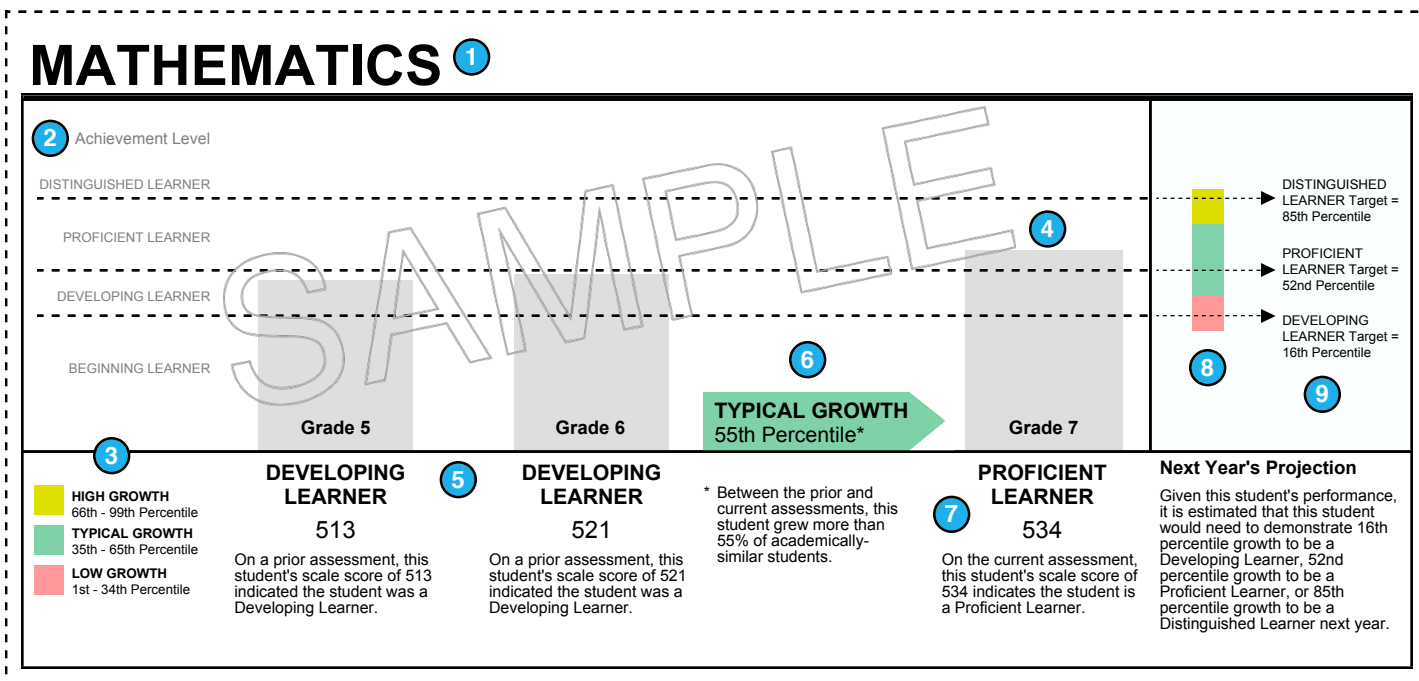 MATHEMATICS 1
2 Achievement Level
DISTINGUISHED LEARNER
PROFICIENT LEARNER
DEVELOPING LEARNER
BEGINNING LEARNER
SAMPLE
Grade 5
Grade 6
6
TYPICAL GROWTH
55th Percentile*
4
Grade 7
DISTINGUISHED
LEARNER Target =
85th Percentile
PROFICIENT
LEARNER Target =
52nd Percentile
DEVELOPING
LEARNER Target =
16th Percentile
8
9
3
HIGH GROWTH
66th - 99th Percentile
TYPICAL GROWTH
35th - 65th Percentile
LOW GROWTH
1st - 34th Percentile
DEVELOPING
LEARNER
513
On a prior assessment, this
student's scale score of 513
indicated the student was a
Developing Learner.
5
DEVELOPING
LEARNER
521
On a prior assessment, this
student's scale score of 521
indicated the student was a
Developing Learner.
* Between the prior and
current assessments, this
student grew more than
55% of academically-
similar students.
7
PROFICIENT
LEARNER
534
On the current assessment,
this student's scale score of
534 indicates the student is
a Proficient Learner.
Next Year's Projection
Given this student's performance,
it is estimated that this student
would need to demonstrate 16th
percentile growth to be a
Developing Learner, 52nd
percentile growth to be a
Proficient Learner, or 85th
percentile growth to be a
Distinguished Learner next year.